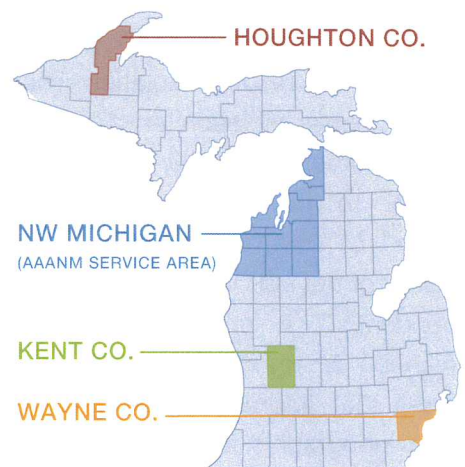 HOUGHTON CO.
NW MICHIGAN
(AAANM SERVICE AREA)
KENT CO.
WAYNE CO.